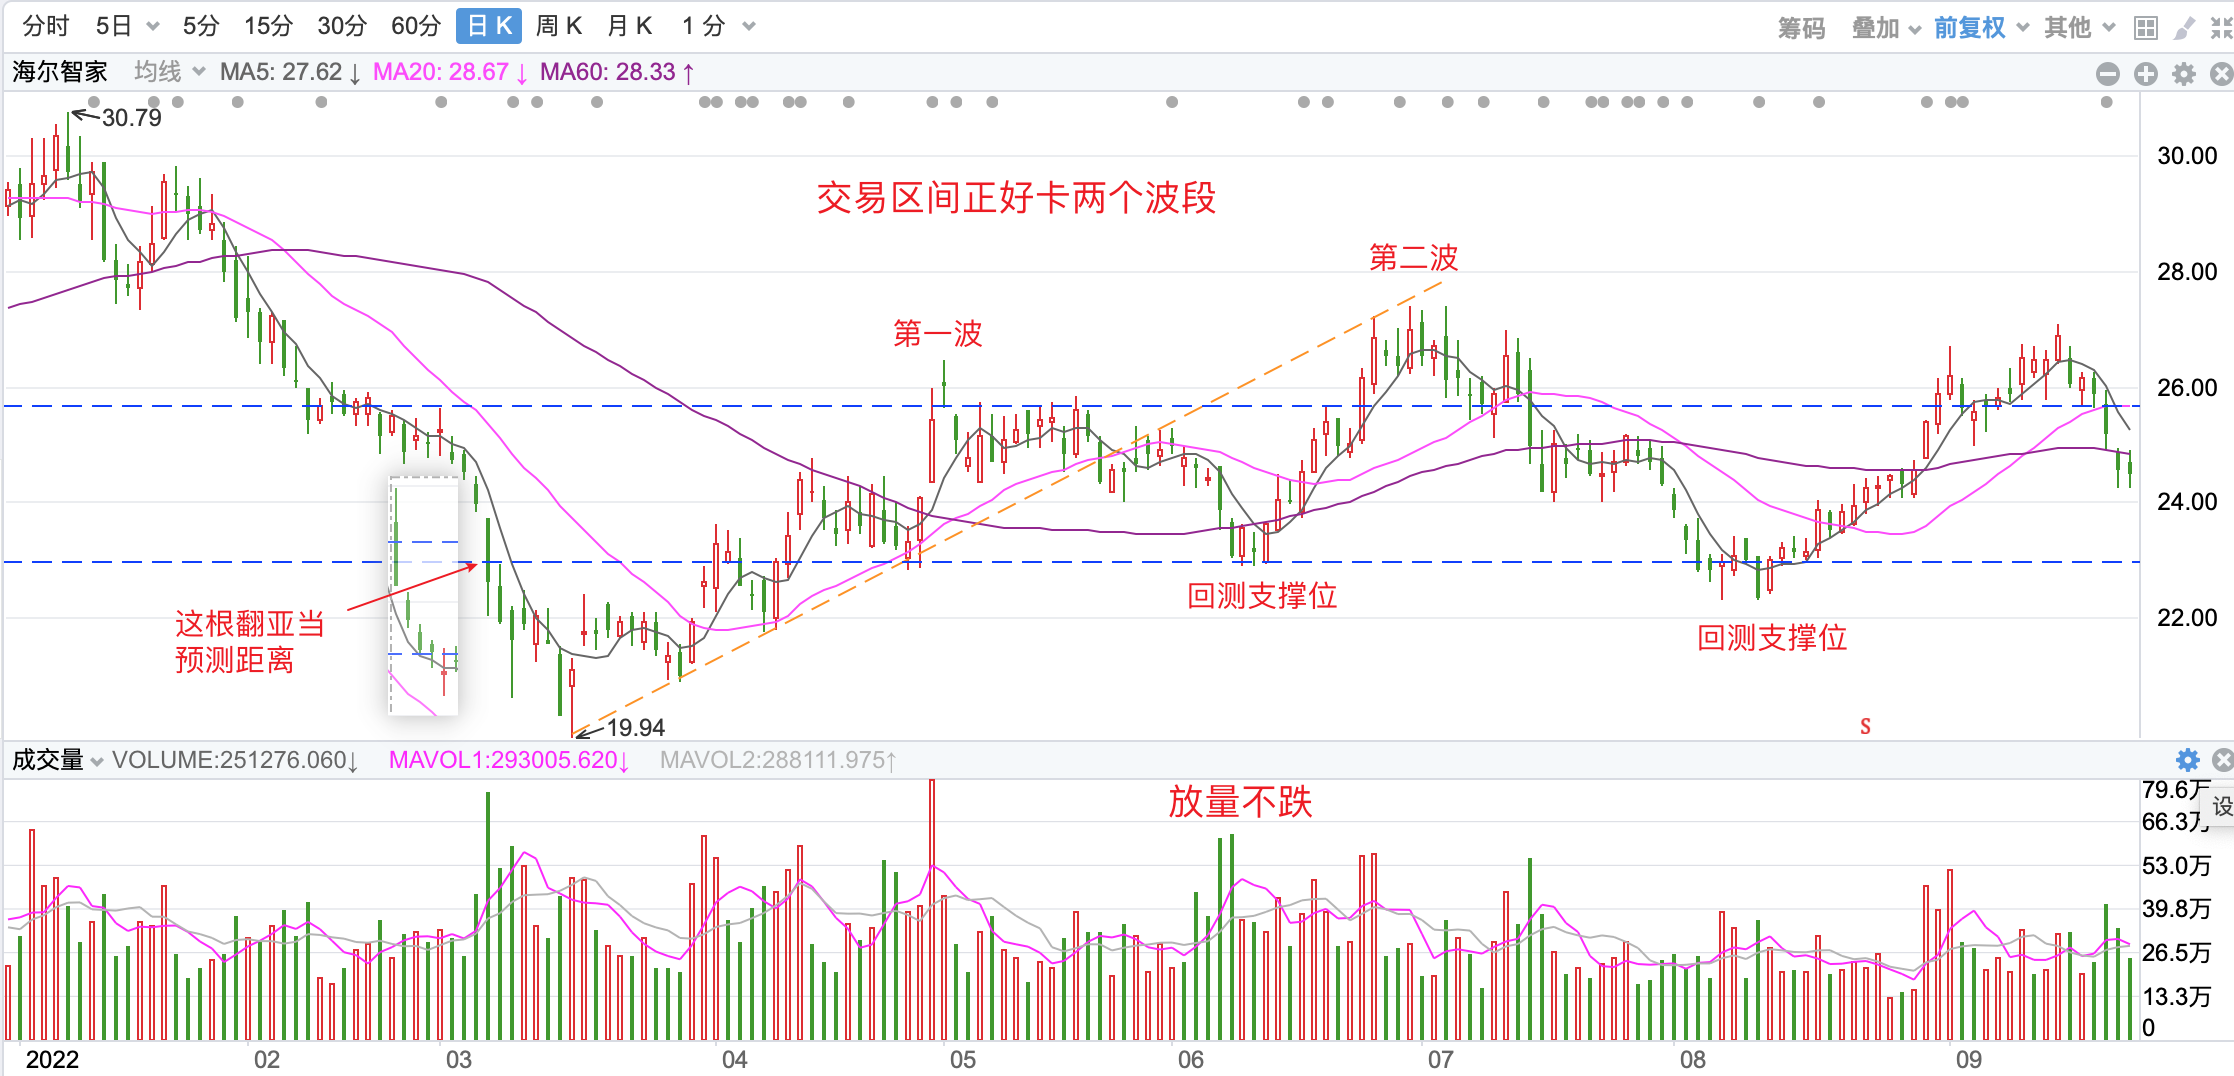 分时 5日 5分 15分 30分 60分 日K 周K 月K 1分 筹码 叠加 前复权 其他
海尔智家 均线 MA5: 27.62↓ MA20: 28.67↓ MA60: 28.33↑
30.79
30.00
交易区间正好卡两个波段
第二波
28.00
第一波
26.00
24.00
回测支撑位
这根翻亚当
预测距离
22.00
回测支撑位
19.94
S
成交量 VOLUME:251276.060↓ MAVOL1:293005.620↓ MAVOL2:288111.975↑
79.6万
设
放量不跌
66.3万
53.0万
39.8万
26.5万
13.3万
0
2022 02 03 04 05 06 07 08 09